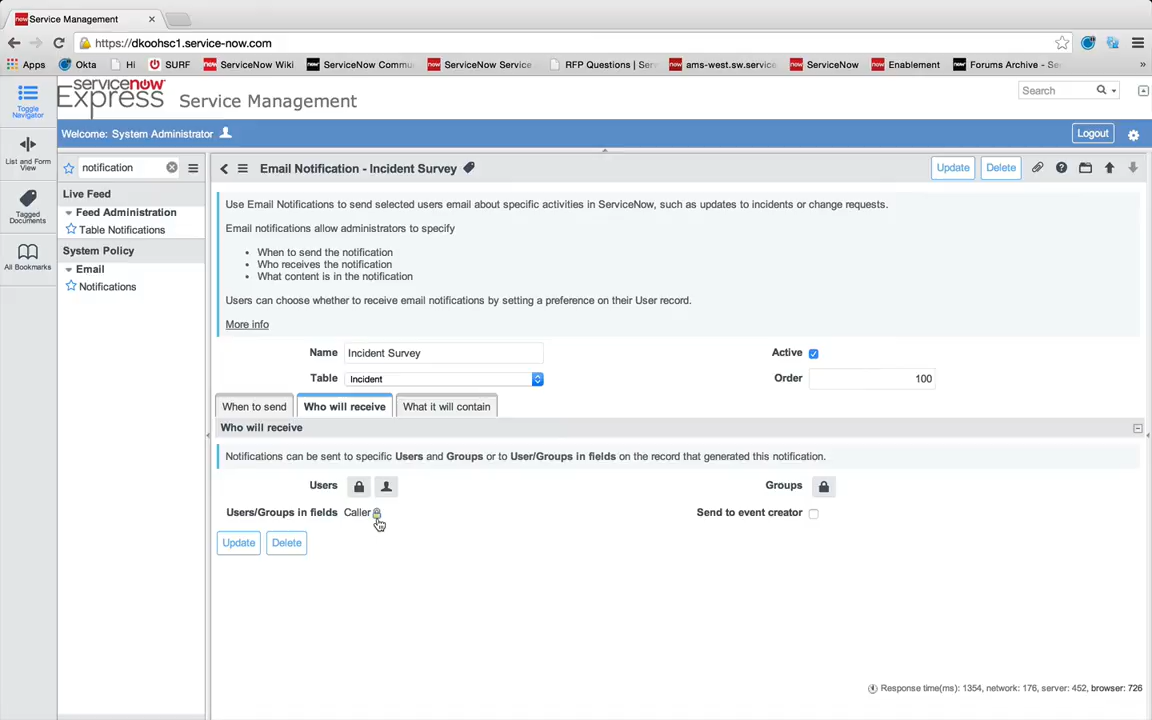 Service Management
https://dkoohsc1.service-now.com
Apps Okta Hi SURF ServiceNow Wiki ServiceNow Commu ServiceNow Service RFP Questions | Serv ams-west.sw.service ServiceNow Enablement Forums Archive - Se »
Toggle Navigator
List and Form View
Tagged Documents
All Bookmarks
servicenow
Express Service Management
Search
Welcome: System Administrator
Logout
notification
Live Feed
Feed Administration
Table Notifications
System Policy
Email
Notifications
Email Notification - Incident Survey
Update Delete
Use Email Notifications to send selected users email about specific activities in ServiceNow, such as updates to incidents or change requests.
Email notifications allow administrators to specify
• When to send the notification
• Who receives the notification
• What content is in the notification
Users can choose whether to receive email notifications by setting a preference on their User record.
More info
Name Incident Survey
Active
Table Incident
Order 100
When to send Who will receive What it will contain
Who will receive
Notifications can be sent to specific Users and Groups or to User/Groups in fields on the record that generated this notification.
Users
Groups
Users/Groups in fields Caller
Send to event creator
Update Delete
Response time(ms): 1354, network: 176, server: 452, browser: 726